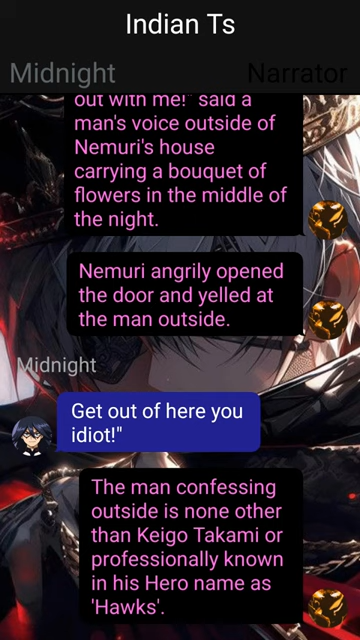 Indian Ts
Midnight
Narrator
out with me!" said a
man's voice outside of
Nemuri's house
carrying a bouquet of
flowers in the middle of
the night.
Nemuri angrily opened
the door and yelled at
the man outside.
Midnight
Get out of here you
idiot!"
The man confessing
outside is none other
than Keigo Takami or
professionally known
in his Hero name as
'Hawks'.